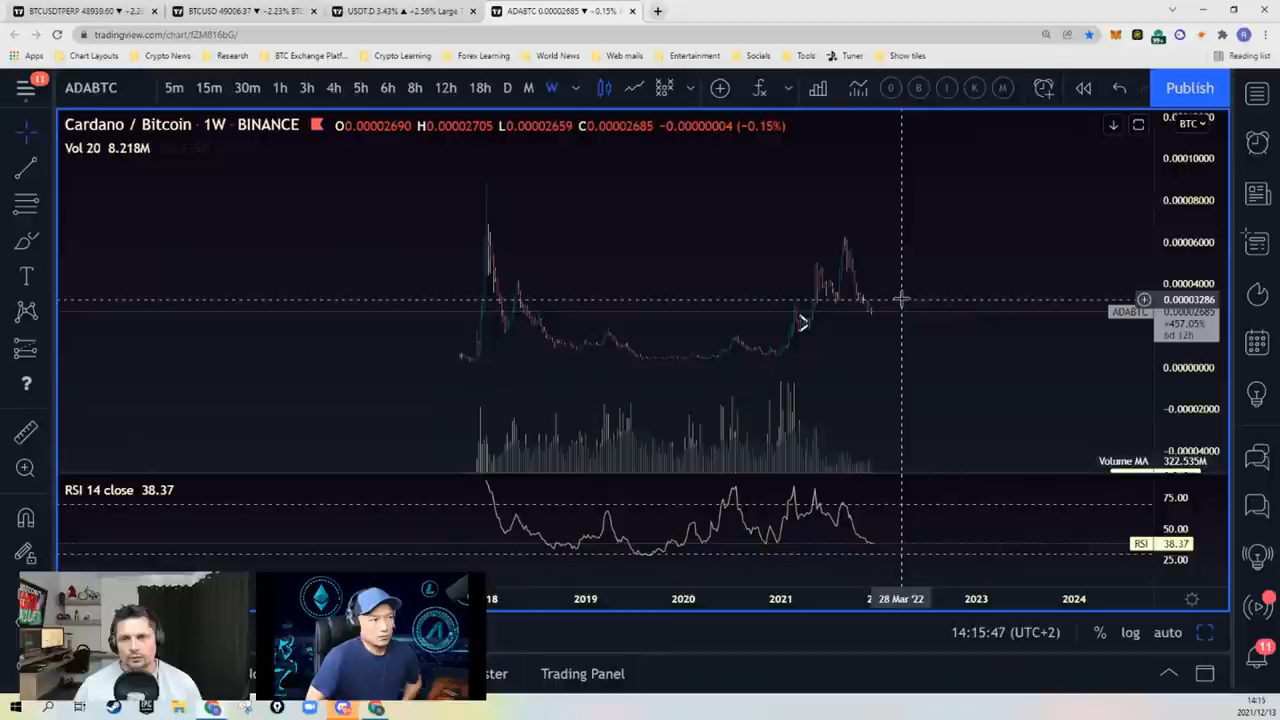 BTCUSDTPERP 48939.60 ▼ −2.2
BTCUSD 49006.37 ▼ −2.23% BT
USDT.D 3.43% ▲ +2.56% Large
ADABTC 0.00002685 ▼ −0.15%
tradingview.com/chart/fZM816bG/
Apps
Chart Layouts
Crypto News
Research
BTC Exchange Platf...
Crypto Learning
Forex Learning
World News
Web mails
Entertainment
Socials
Tools
Tuner
Show tiles
Reading list
11
ADABTC
5m 15m 30m 1h 3h 4h 5h 6h 8h 12h 18h D M W
O B I K M
Publish
Cardano / Bitcoin · 1W · BINANCE
O0.00002690 H0.00002705 L0.00002659 C0.00002685 −0.00000004 (−0.15%)
BTC
Vol 20 8.218M
0.00010000
0.00008000
0.00006000
0.00004000
0.00003286
ADABTC 0.00002685
+457.05%
6d 12h
0.00000000
−0.00002000
−0.00004000
Volume MA 322.535M
RSI 14 close 38.37
75.00
50.00
RSI 38.37
25.00
18 2019 2020 2021 28 Mar '22 2023 2024
14:15:47 (UTC+2) % log auto
Trading Panel
11
14:15
2021/12/13